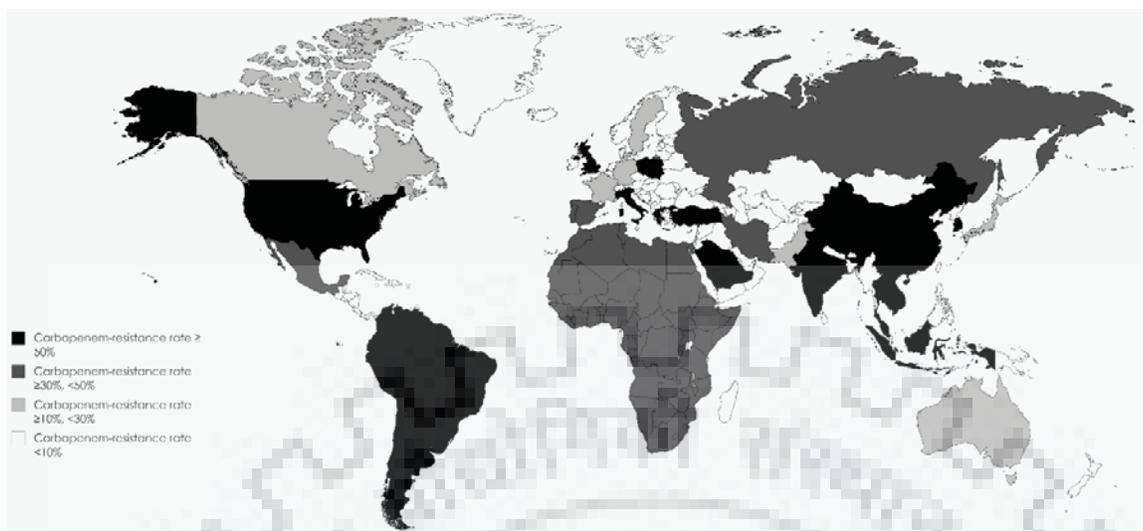 Carbapenem-resistance rate ≥
50%
Carbapenem-resistance rate
≥30%, <50%
Carbapenem-resistance rate
≥10%, <30%
Carbapenem-resistance rate
<10%